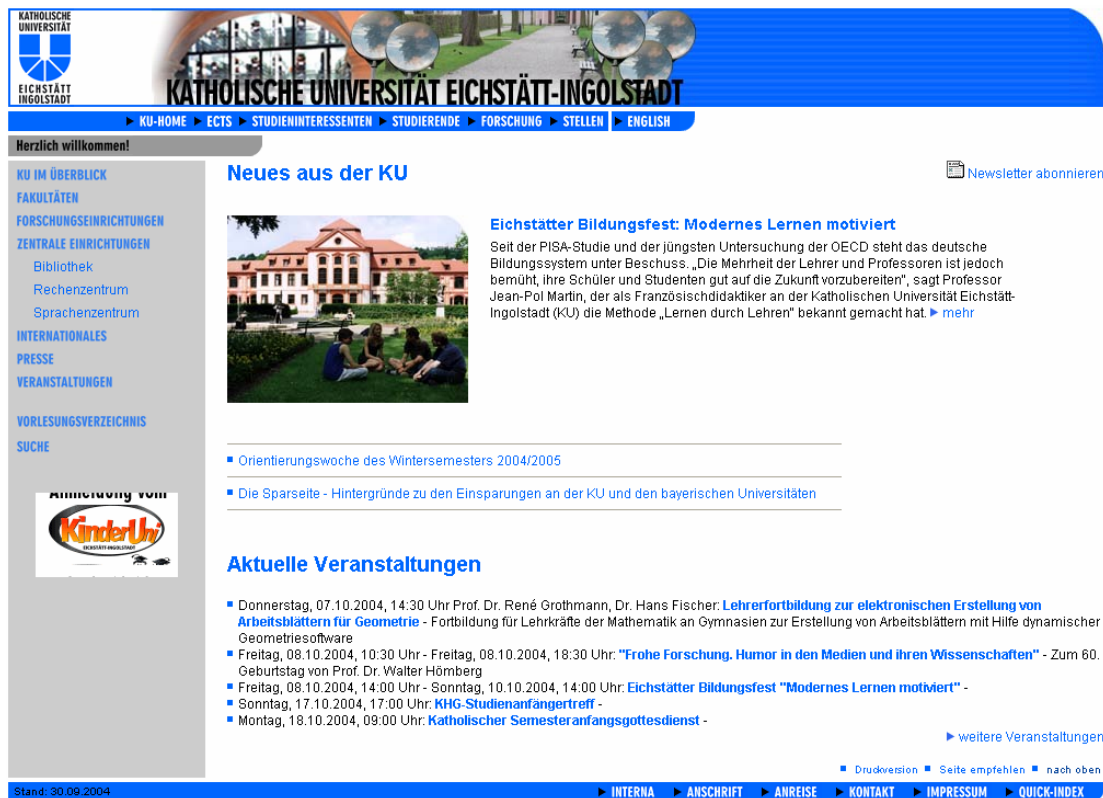 KATHOLISCHE
UNIVERSITÄT
EICHSTÄTT
INGOLSTADT
KATHOLISCHE UNIVERSITÄT EICHSTÄTT-INGOLSTADT
KU-HOME ECTS STUDIENINTERESSENTEN STUDIERENDE FORSCHUNG STELLEN ENGLISH
Herzlich willkommen!
KU IM ÜBERBLICK
FAKULTÄTEN
FORSCHUNGSEINRICHTUNGEN
ZENTRALE EINRICHTUNGEN
Bibliothek
Rechenzentrum
Sprachenzentrum
INTERNATIONALES
PRESSE
VERANSTALTUNGEN
VORLESUNGSVERZEICHNIS
SUCHE
Anmeldung vom
KinderUni
EICHSTÄTT-INGOLSTADT
Neues aus der KU
Newsletter abonnieren
Eichstätter Bildungsfest: Modernes Lernen motiviert
Seit der PISA-Studie und der jüngsten Untersuchung der OECD steht das deutsche
Bildungssystem unter Beschuss. „Die Mehrheit der Lehrer und Professoren ist jedoch
bemüht, ihre Schüler und Studenten gut auf die Zukunft vorzubereiten", sagt Professor
Jean-Pol Martin, der als Französischdidaktiker an der Katholischen Universität Eichstätt-
Ingolstadt (KU) die Methode „Lernen durch Lehren" bekannt gemacht hat. mehr
Orientierungswoche des Wintersemesters 2004/2005
Die Sparseite - Hintergründe zu den Einsparungen an der KU und den bayerischen Universitäten
Aktuelle Veranstaltungen
Donnerstag, 07.10.2004, 14:30 Uhr Prof. Dr. René Grothmann, Dr. Hans Fischer: Lehrerfortbildung zur elektronischen Erstellung von
Arbeitsblättern für Geometrie - Fortbildung für Lehrkräfte der Mathematik an Gymnasien zur Erstellung von Arbeitsblättern mit Hilfe dynamischer
Geometriesoftware
Freitag, 08.10.2004, 10:30 Uhr - Freitag, 08.10.2004, 18:30 Uhr: "Frohe Forschung. Humor in den Medien und ihren Wissenschaften" - Zum 60.
Geburtstag von Prof. Dr. Walter Hömberg
Freitag, 08.10.2004, 14:00 Uhr - Sonntag, 10.10.2004, 14:00 Uhr: Eichstätter Bildungsfest "Modernes Lernen motiviert" -
Sonntag, 17.10.2004, 17:00 Uhr: KHG-Studienanfängertreff -
Montag, 18.10.2004, 09:00 Uhr: Katholischer Semesteranfangsgottesdienst -
weitere Veranstaltungen
Druckversion Seite empfehlen nach oben
Stand: 30.09.2004
INTERNA ANSCHRIFT ANREISE KONTAKT IMPRESSUM QUICK-INDEX